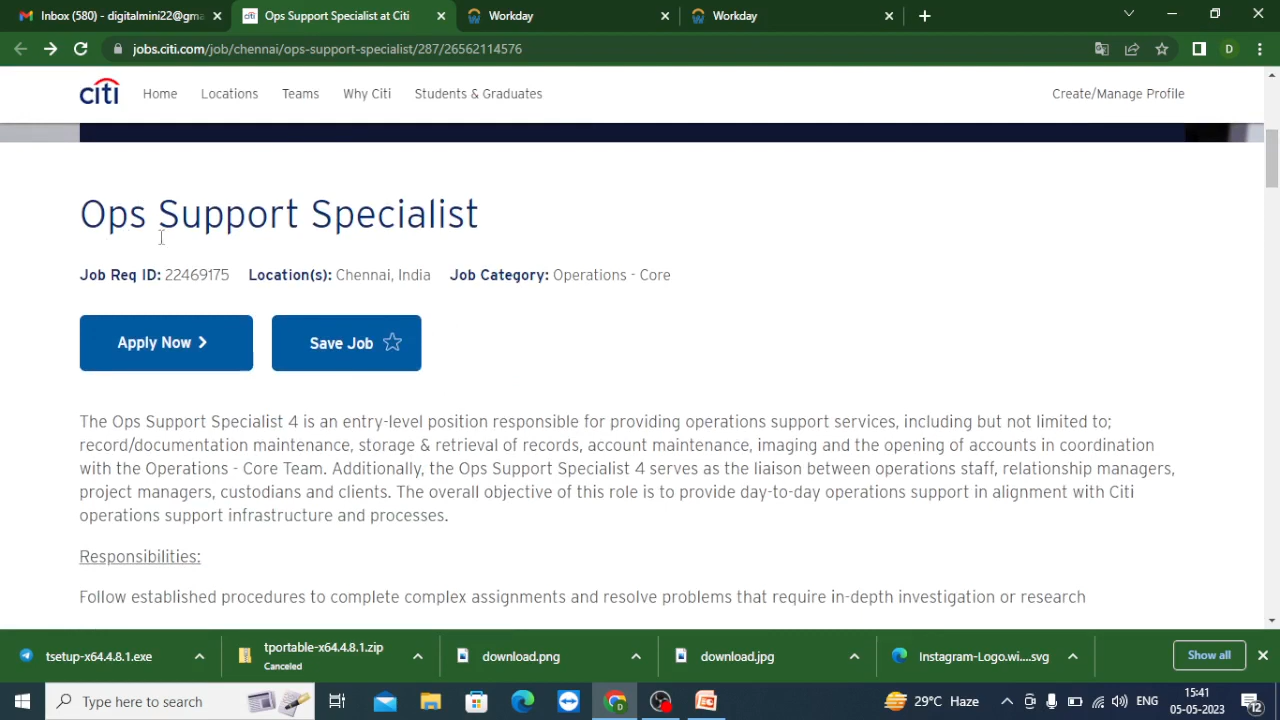 Inbox (580) - digitalmini22@gma
Ops Support Specialist at Citi
Workday
Workday
jobs.citi.com/job/chennai/ops-support-specialist/287/26562114576
D
citi
Home
Locations
Teams
Why Citi
Students & Graduates
Create/Manage Profile
Ops Support Specialist
Job Req ID: 22469175 Location(s): Chennai, India Job Category: Operations - Core
Apply Now
Save Job
The Ops Support Specialist 4 is an entry-level position responsible for providing operations support services, including but not limited to;
record/documentation maintenance, storage & retrieval of records, account maintenance, imaging and the opening of accounts in coordination
with the Operations - Core Team. Additionally, the Ops Support Specialist 4 serves as the liaison between operations staff, relationship managers,
project managers, custodians and clients. The overall objective of this role is to provide day-to-day operations support in alignment with Citi
operations support infrastructure and processes.
Responsibilities:
Follow established procedures to complete complex assignments and resolve problems that require in-depth investigation or research
tsetup-x64.4.8.1.exe
tportable-x64.4.8.1.zip
Canceled
download.png
download.jpg
Instagram-Logo.wi....svg
Show all
Type here to search
29°C Haze
ENG
15:41
05-05-2023
12